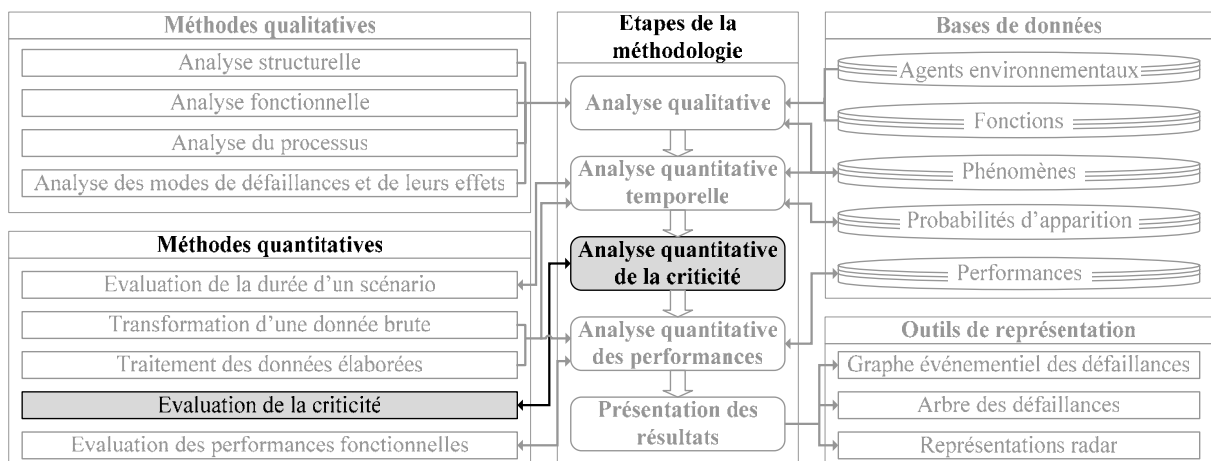 Méthodes qualitatives
Analyse structurelle
Analyse fonctionnelle
Analyse du processus
Analyse des modes de défaillances et de leurs effets
Méthodes quantitatives
Evaluation de la durée d’un scénario
Transformation d’une donnée brute
Traitement des données élaborées
Evaluation de la criticité
Evaluation des performances fonctionnelles
Etapes de la
méthodologie
Analyse qualitative
Analyse quantitative
temporelle
Analyse quantitative
de la criticité
Analyse quantitative
des performances
Présentation des
résultats
Bases de données
Agents environnementaux
Fonctions
Phénomènes
Probabilités d’apparition
Performances
Outils de représentation
Graphe événementiel des défaillances
Arbre des défaillances
Représentations radar